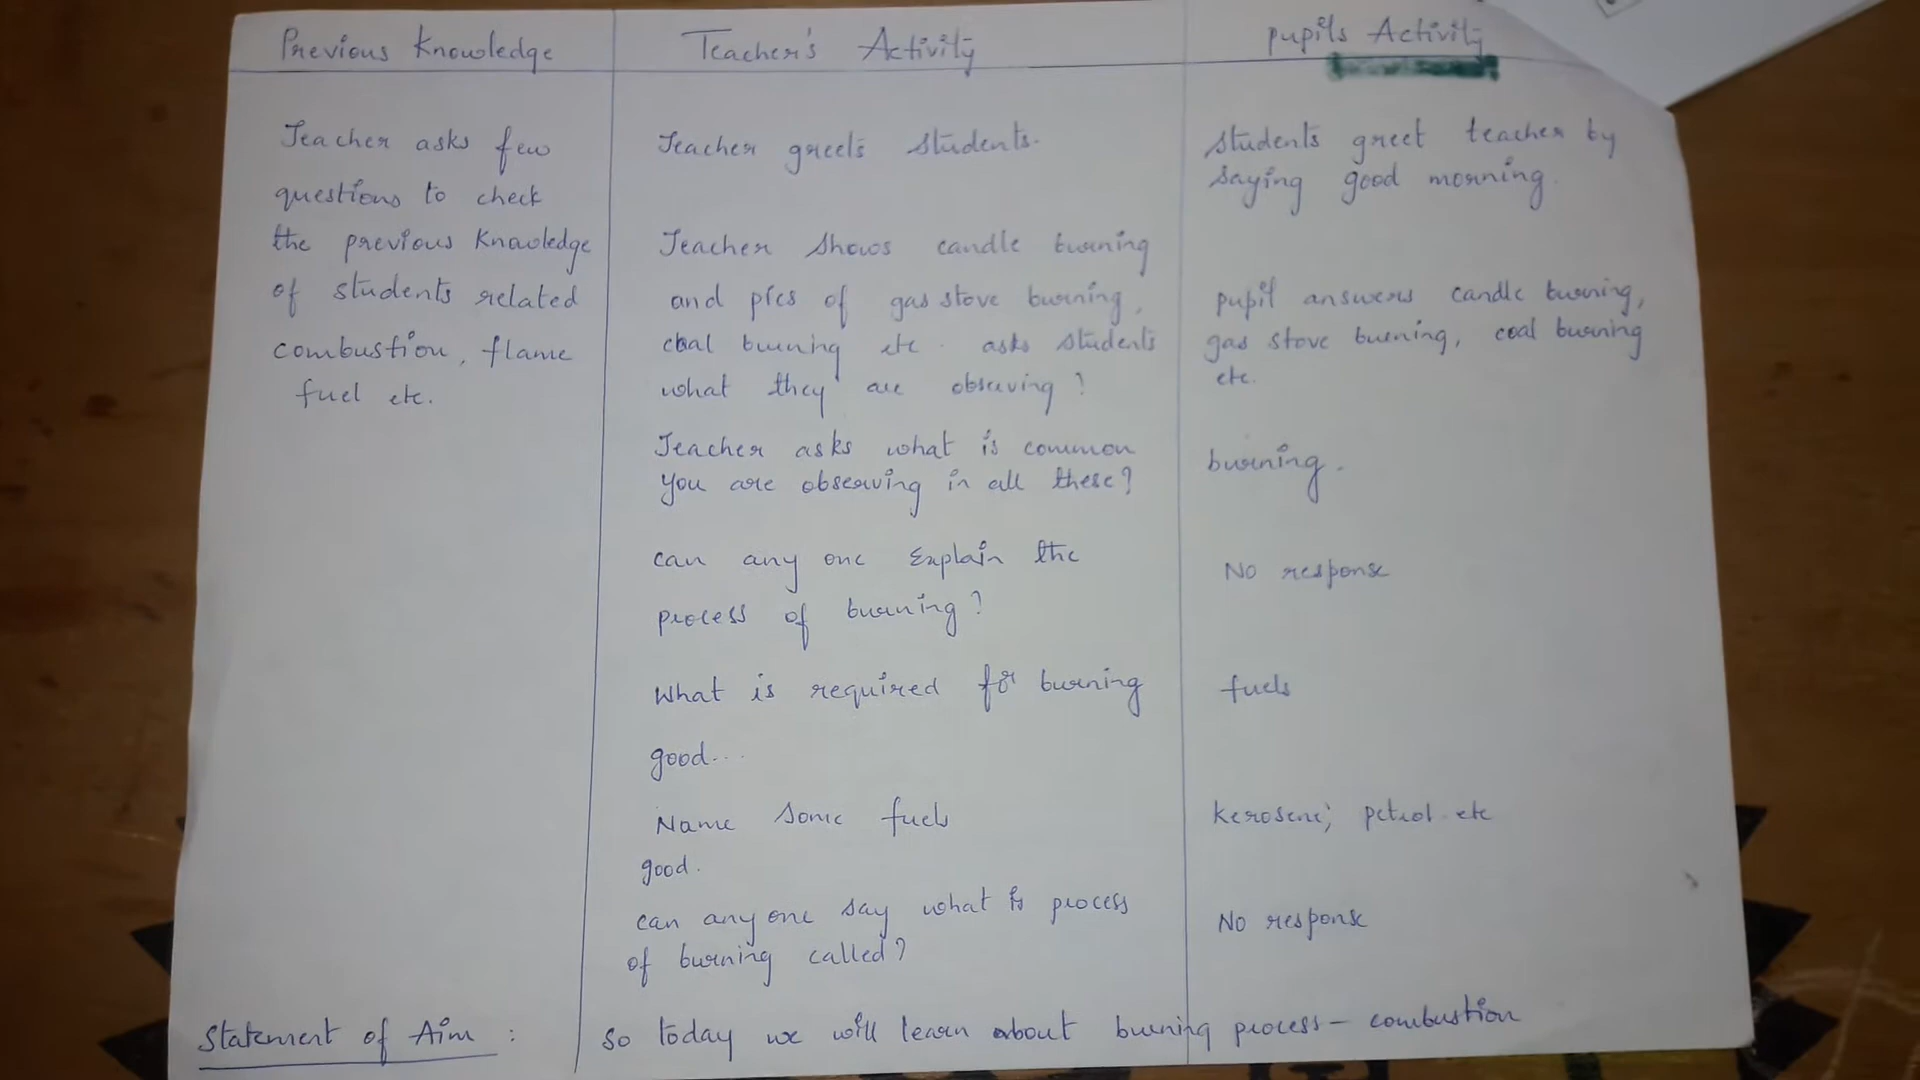 Previous Knowledge
Teacher's Activity
pupils Activity
Teacher asks few
questions to check
the previous Knowledge
of students related
combustion, flame
fuel etc.
Teacher greets students.
students greet teacher by
saying good morning.
Teacher shows candle burning
and pics of gas stove burning,
coal burning etc. asks students
what they are observing?
pupil answers candle burning,
gas stove burning, coal burning
etc.
Teacher asks what is common
you are observing in all these?
burning.
can any one Explain the
process of burning?
No response
What is required for burning
fuels
good...
Name some fuels
kerosene, petrol etc
good.
can any one say what is process
of burning called?
No response
Statement of Aim :
so today we will learn about burning process - combustion